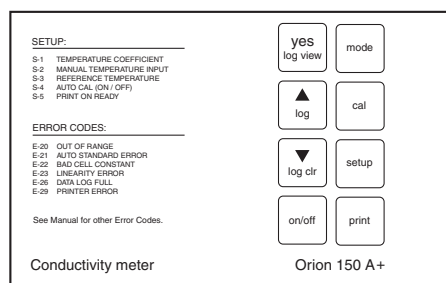 SETUP:
S-1 TEMPERATURE COEFFICIENT
S-2 MANUAL TEMPERATURE INPUT
S-3 REFERENCE TEMPERATURE
S-4 AUTO CAL (ON / OFF)
S-5 PRINT ON READY
ERROR CODES:
E-20 OUT OF RANGE
E-21 AUTO STANDARD ERROR
E-22 BAD CELL CONSTANT
E-23 LINEARITY ERROR
E-26 DATA LOG FULL
E-29 PRINTER ERROR
See Manual for other Error Codes.
yes
log view
mode
log
cal
log clr
setup
on/off
print
Conductivity meter
Orion 150 A+